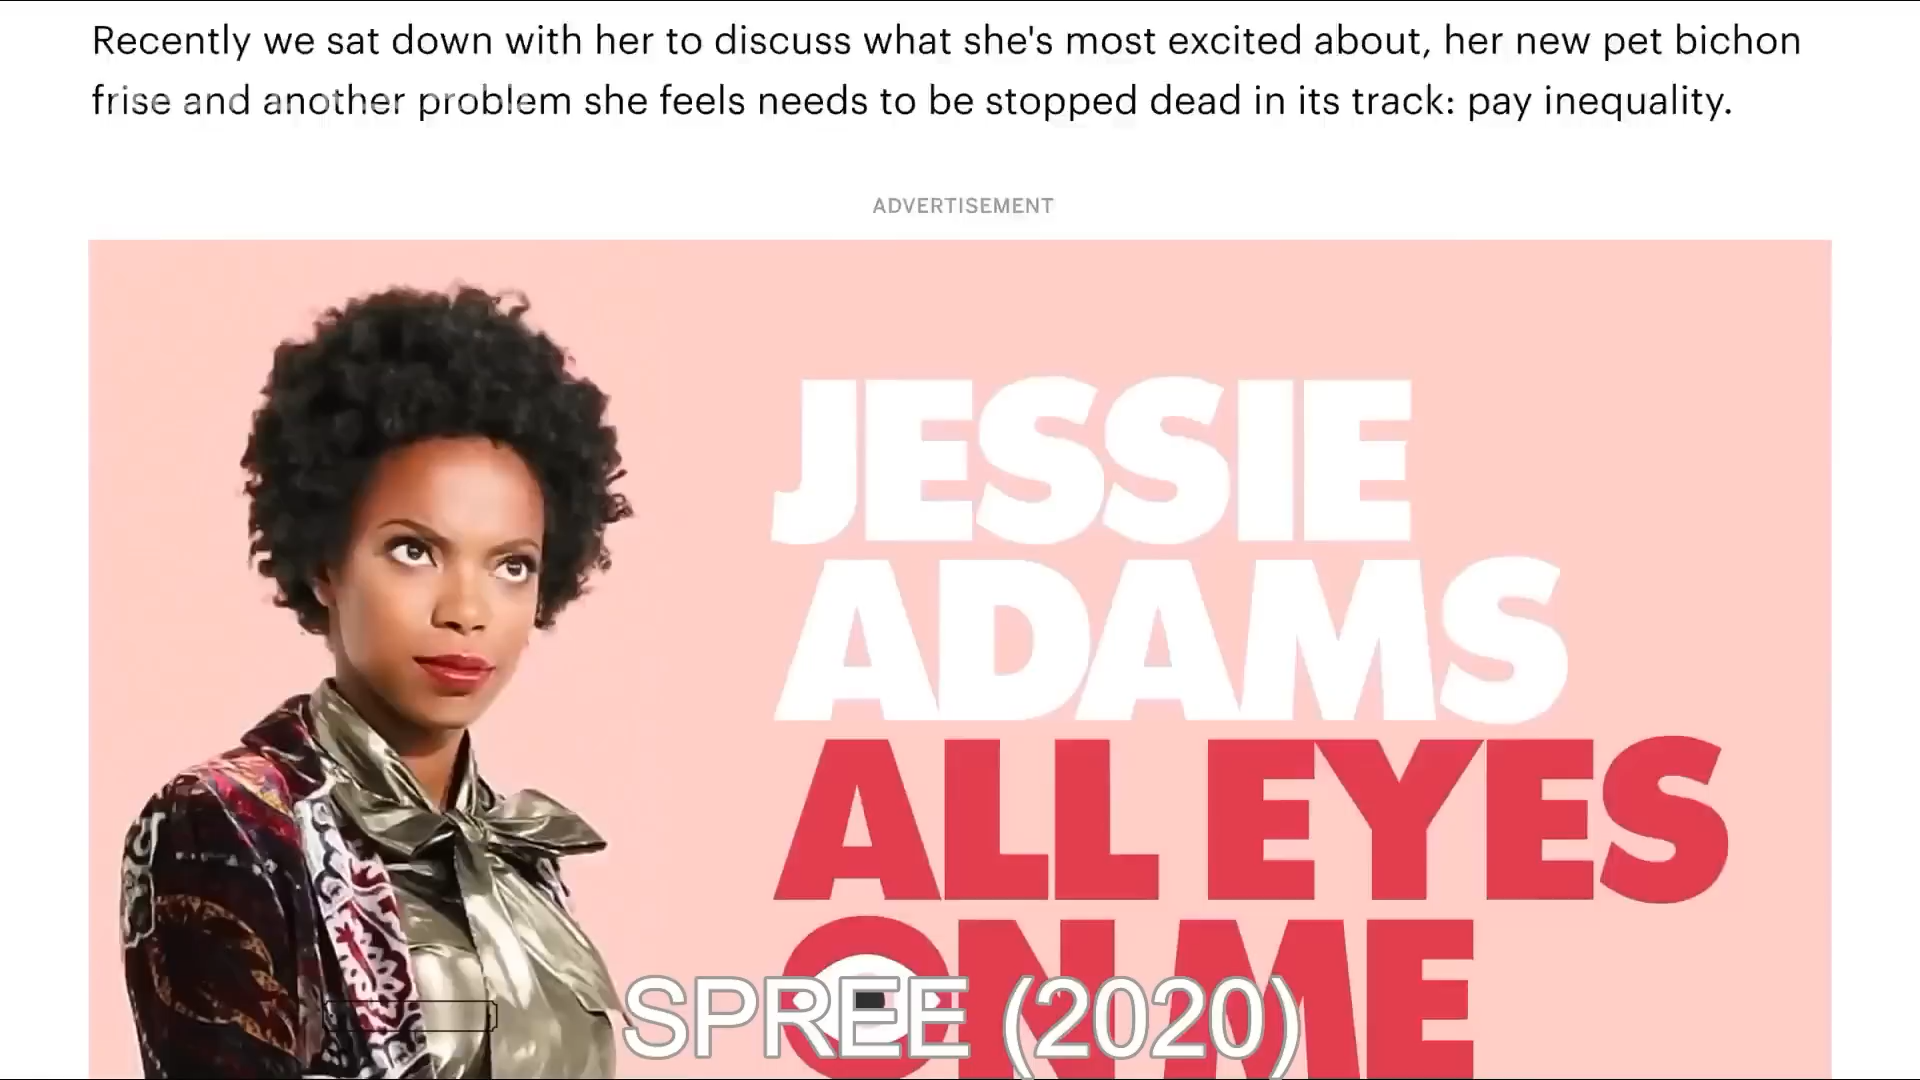 Recently we sat down with her to discuss what she's most excited about, her new pet bichon
frise and another problem she feels needs to be stopped dead in its track: pay inequality.
ADVERTISEMENT
JESSIE
ADAMS
ALL EYES
ON ME
SPREE (2020)